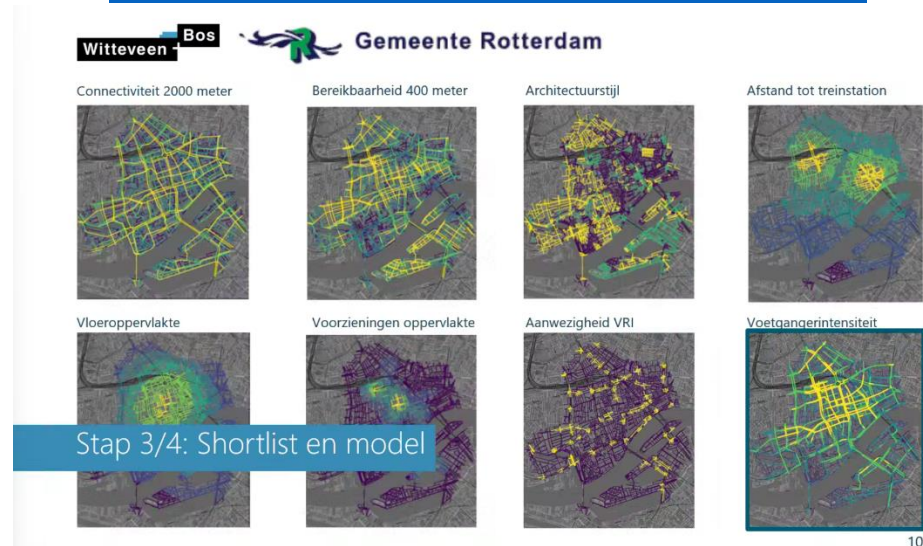 Witteveen + Bos
Gemeente Rotterdam
Connectiviteit 2000 meter
Bereikbaarheid 400 meter
Architectuurstijl
Afstand tot treinstation
Vloeroppervlakte
Voorzieningen oppervlakte
Aanwezigheid VRI
Voetgangerintensiteit
Stap 3/4: Shortlist en model
10